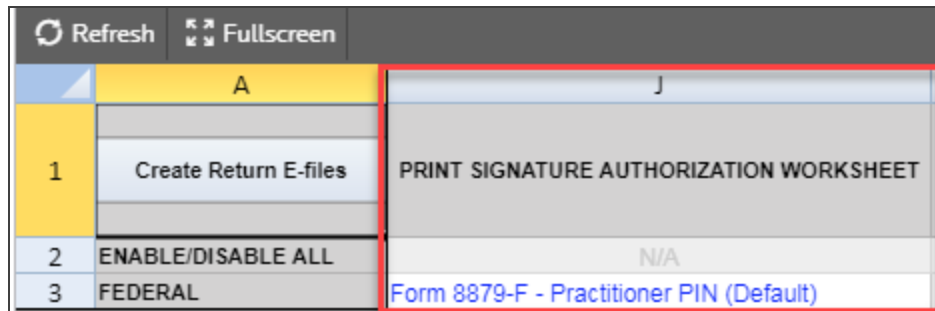 Refresh Fullscreen
A J
1 Create Return E-files PRINT SIGNATURE AUTHORIZATION WORKSHEET
2 ENABLE/DISABLE ALL N/A
3 FEDERAL Form 8879-F - Practitioner PIN (Default)